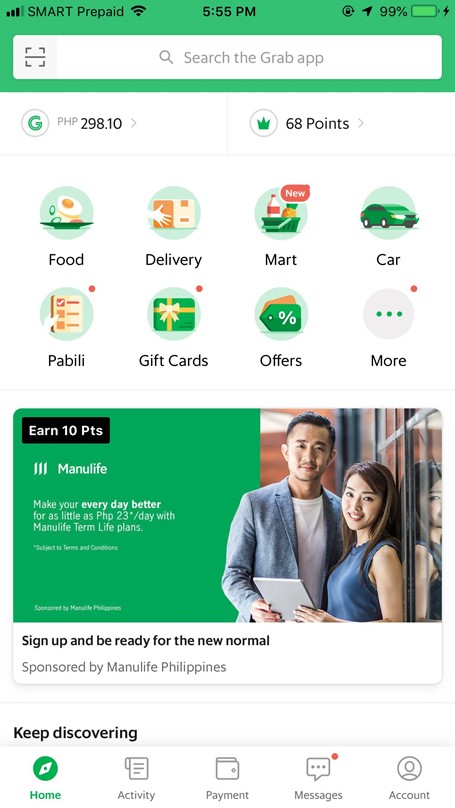 SMART Prepaid 5:55 PM 99%
Search the Grab app
PHP 298.10
68 Points
New
Food Delivery Mart Car
%
Pabili Gift Cards Offers More
Earn 10 Pts
Manulife
Make your every day better
for as little as Php 23*/day with
Manulife Term Life plans.
*Subject to Terms and Conditions
Sponsored by Manulife Philippines
Sign up and be ready for the new normal
Sponsored by Manulife Philippines
Keep discovering
Home Activity Payment Messages Account